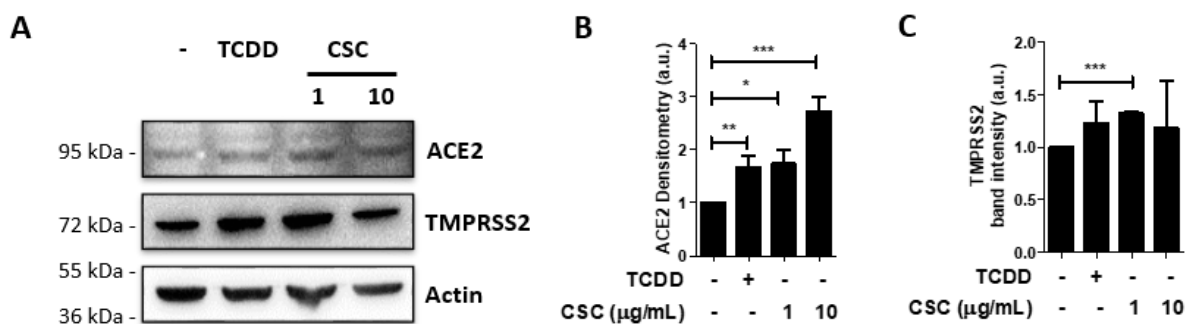 A
- TCDD CSC
1 10
95 kDa - ACE2
72 kDa - TMPRSS2
55 kDa -
Actin
36 kDa -
B
ACE2 Densitometry (a.u.)
4
3
2
1
0
***
*
**
TCDD - + - -
CSC (µg/mL) - - 1 10
C
TMPRSS2
band intensity (a.u.)
2.0
1.5
1.0
0.5
0.0
***
TCDD - + - -
CSC (µg/mL) - - 1 10